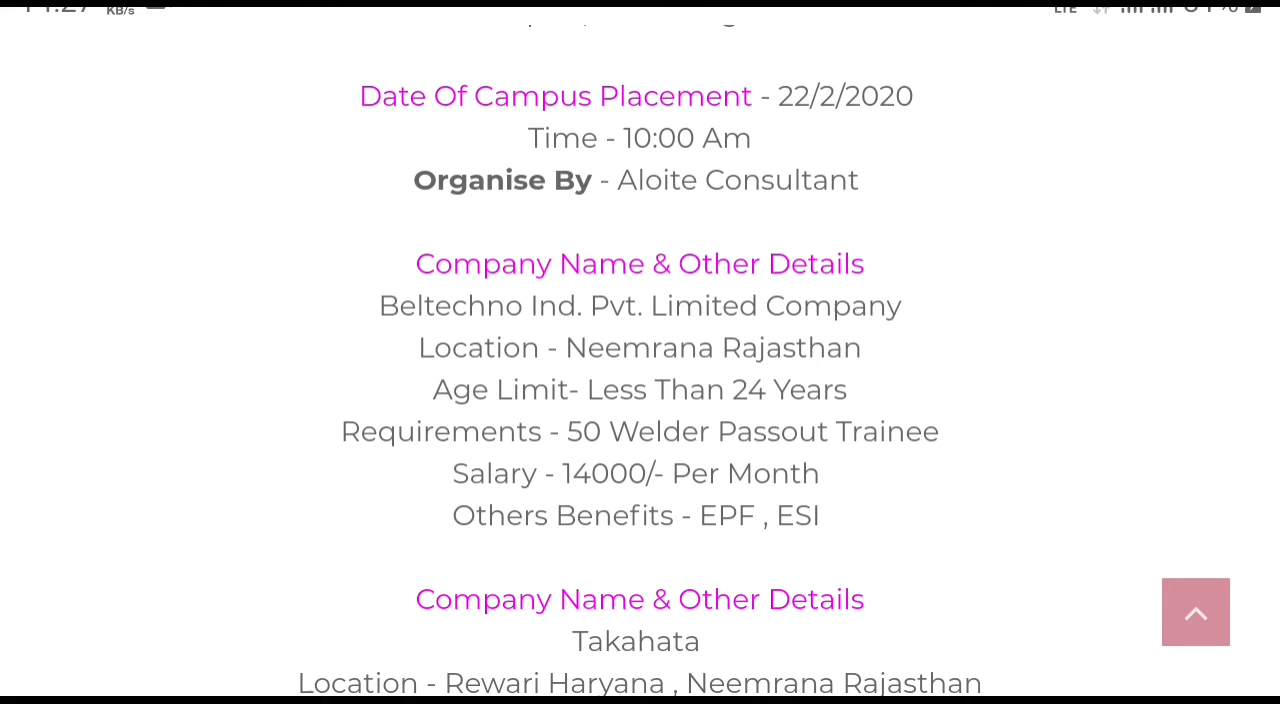 KB/s
LTE
Date Of Campus Placement - 22/2/2020
Time - 10:00 Am
Organise By - Aloite Consultant
Company Name & Other Details
Beltechno Ind. Pvt. Limited Company
Location - Neemrana Rajasthan
Age Limit- Less Than 24 Years
Requirements - 50 Welder Passout Trainee
Salary - 14000/- Per Month
Others Benefits - EPF , ESI
Company Name & Other Details
Takahata
Location - Rewari Haryana , Neemrana Rajasthan